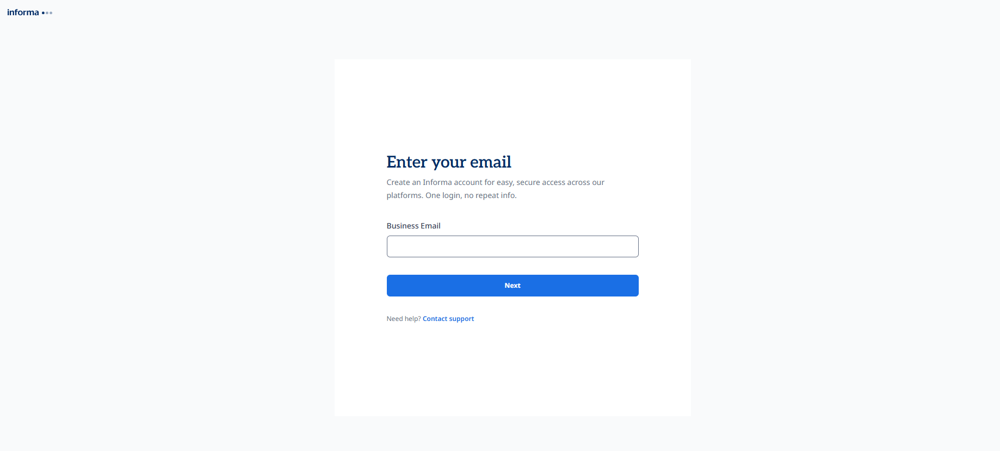 informa
Enter your email
Create an Informa account for easy, secure access across our
platforms. One login, no repeat info.
Business Email
Next
Need help? Contact support